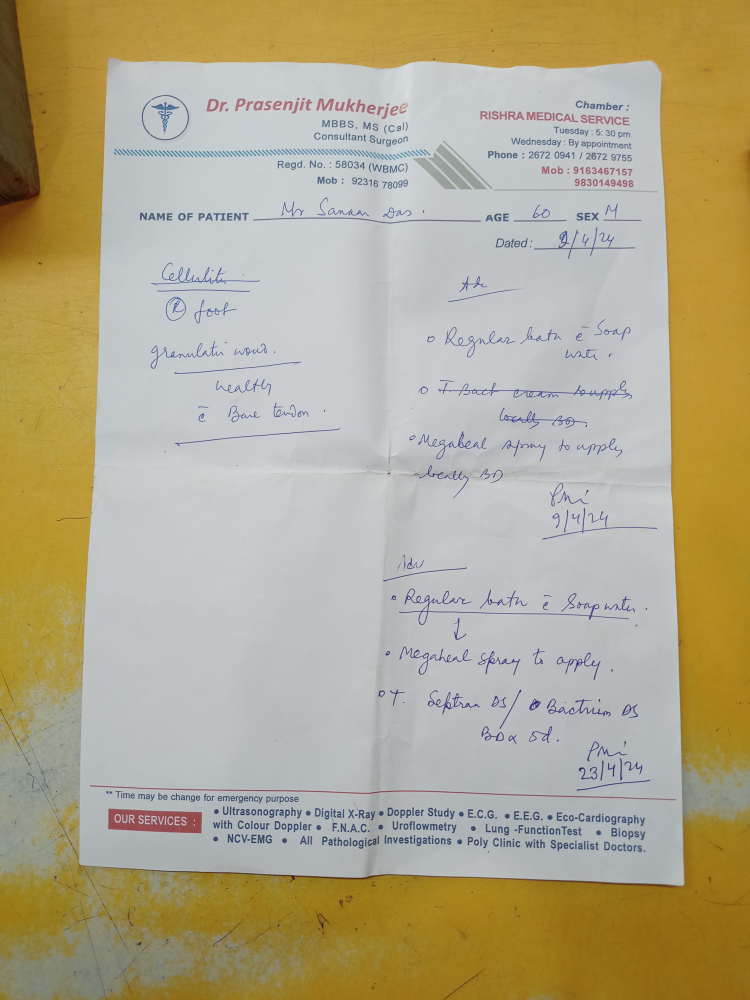 Dr. Prasenjit Mukherjee
MBBS, MS (Cal)
Consultant Surgeon
Regd. No. : 58034 (WBMC)
Mob : 92316 78099
Chamber :
RISHRA MEDICAL SERVICE
Tuesday : 5: 30 pm
Wednesday : By appointment
Phone : 2672 0941 / 2672 9755
Mob : 9163467157
9830149498
NAME OF PATIENT Mr Das. AGE 60 SEX M
Dated : 9/4/24
Cellulitis
(R) foot
granulati wound.
healthy
c̄ Bare tendon.
Adv
Regular bath c̄ Soap
water.
T-Bact cream to apply
locally BD.
Megaheal spray to apply
locally BD
9/4/24
Adv
• Regular bath c̄ Soap water.
↓
• Megaheal spray to apply.
T. Septran DS / Bactrium DS
BD x 5d.
23/4/24
** Time may be change for emergency purpose
OUR SERVICES :
• Ultrasonography • Digital X-Ray • Doppler Study • E.C.G. • E.E.G. • Eco-Cardiography
with Colour Doppler • F.N.A.C. • Uroflowmetry • Lung -FunctionTest • Biopsy
• NCV-EMG • All Pathological Investigations • Poly Clinic with Specialist Doctors.